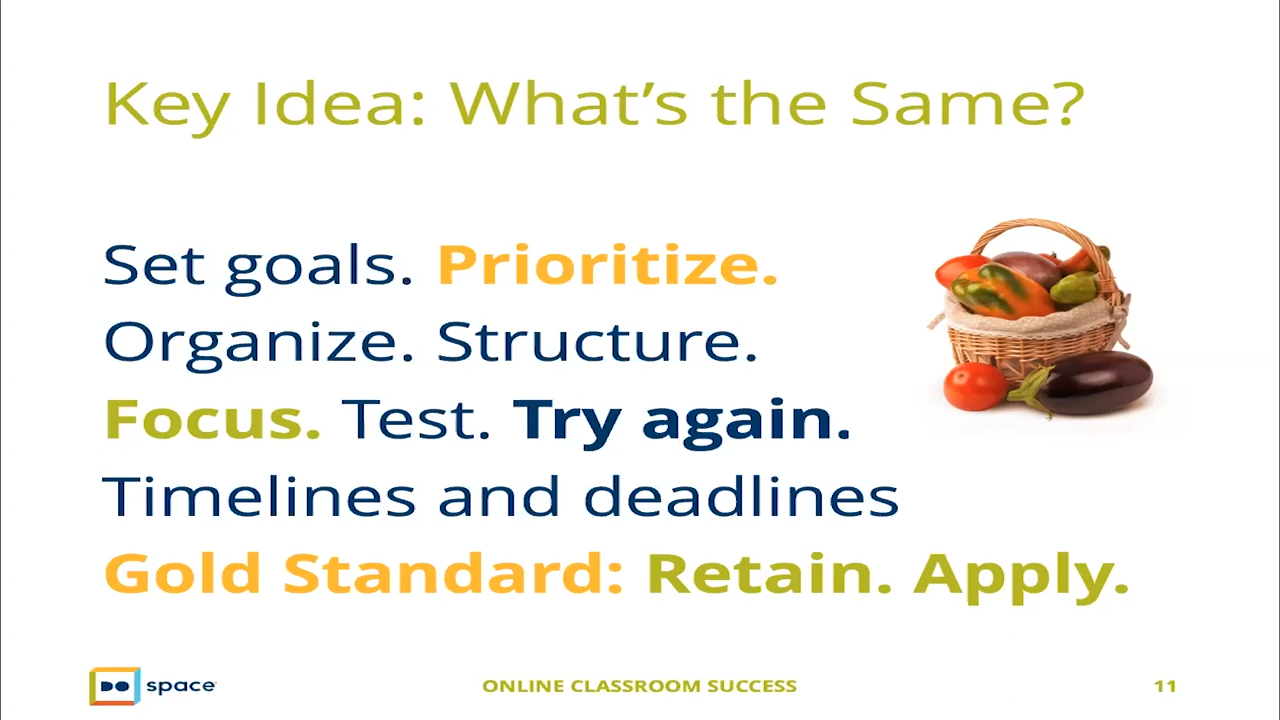 Key Idea: What's the Same?
Set goals. Prioritize.
Organize. Structure.
Focus. Test. Try again.
Timelines and deadlines
Gold Standard: Retain. Apply.
DO space
ONLINE CLASSROOM SUCCESS
11